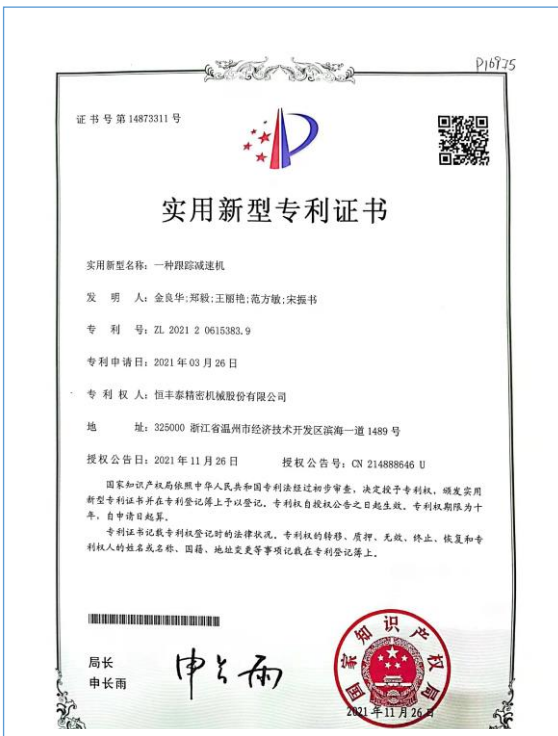 P16975
证书号第14873311号
实用新型专利证书
实用新型名称：一种跟踪减速机
发 明 人：金良华;郑毅;王丽艳;范方敏;宋振书
专 利 号：ZL 2021 2 0615383.9
专利申请日：2021年03月26日
专 利 权 人：恒丰泰精密机械股份有限公司
地 址：325000 浙江省温州市经济技术开发区滨海一道1489号
授权公告日：2021年11月26日 授权公告号：CN 214888646 U
国家知识产权局依照中华人民共和国专利法经过初步审查，决定授予专利权，颁发实用
新型专利证书并在专利登记簿上予以登记。专利权自授权公告之日起生效。专利权期限为十
年，自申请日起算。
专利证书记载专利权登记时的法律状况。专利权的转移、质押、无效、终止、恢复和专
利权人的姓名或名称、国籍、地址变更等事项记载在专利登记簿上。
局长
申长雨
申长雨
国家知识产权局
2021年11月26日